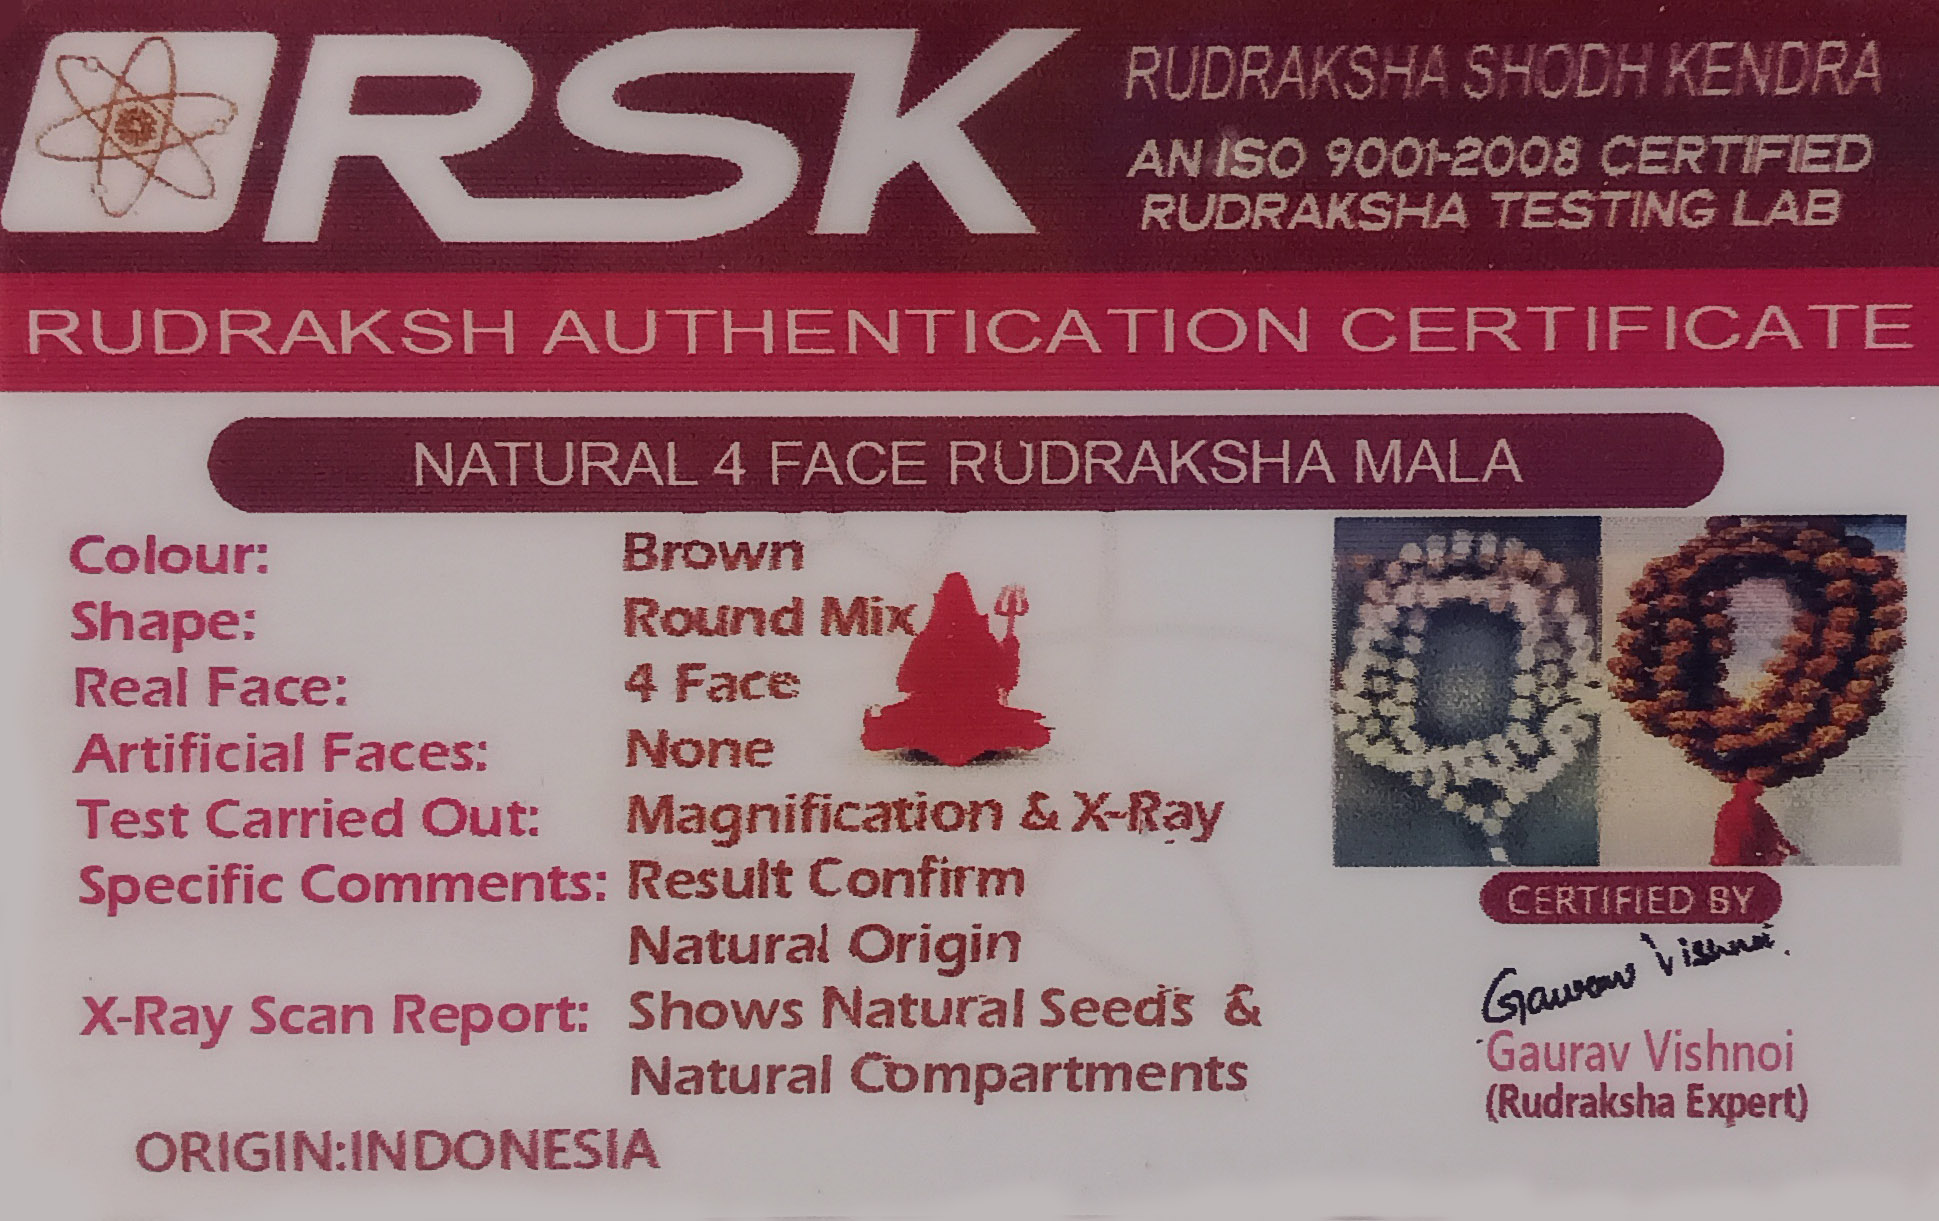 RSK
RUDRAKSHA SHODH KENDRA
AN ISO 9001-2008 CERTIFIED
RUDRAKSHA TESTING LAB
RUDRAKSH AUTHENTICATION CERTIFICATE
NATURAL 4 FACE RUDRAKSHA MALA
Colour: Brown
Shape: Round Mix
Real Face: 4 Face
Artificial Faces: None
Test Carried Out: Magnification & X-Ray
Specific Comments: Result Confirm
Natural Origin
X-Ray Scan Report: Shows Natural Seeds &
Natural Compartments
ORIGIN:INDONESIA
CERTIFIED BY
Gaurav Vishnoi.
Gaurav Vishnoi
(Rudraksha Expert)